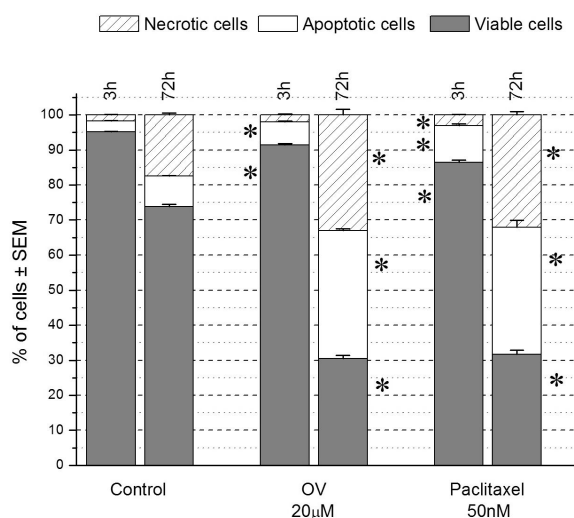 Necrotic cells Apoptotic cells Viable cells
3h 72h 3h 72h 3h 72h
100
90
80
70
60
50
40
30
20
10
0
% of cells ± SEM
* * * * * * * * * * *
Control OV Paclitaxel
20µM 50nM